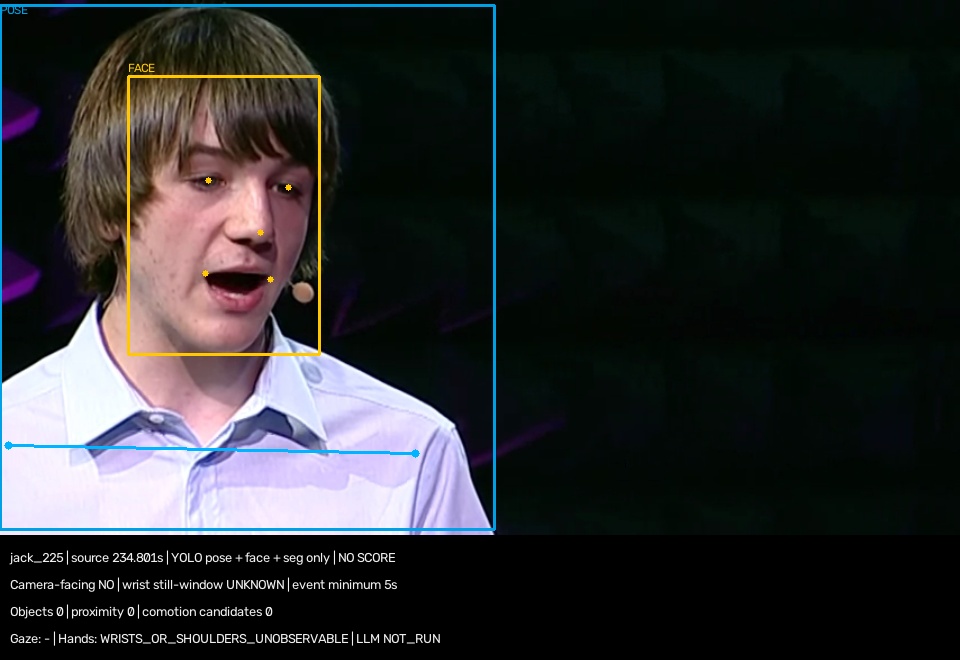 POSE
FACE
jack_225 | source 234.801s | YOLO pose + face + seg only | NO SCORE
Camera-facing NO | wrist still-window UNKNOWN | event minimum 5s
Objects 0 | proximity 0 | comotion candidates 0
Gaze: - | Hands: WRISTS_OR_SHOULDERS_UNOBSERVABLE | LLM NOT_RUN